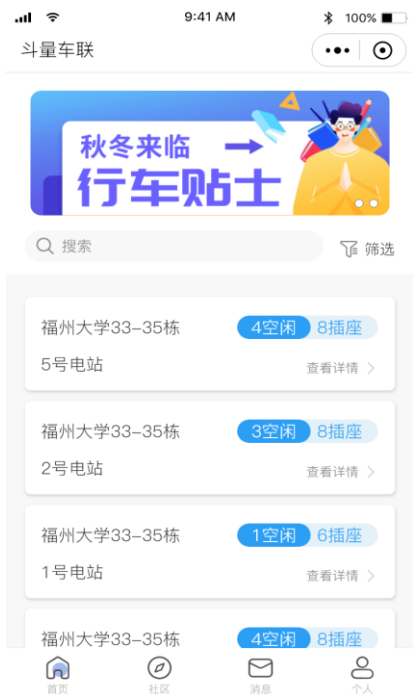 9:41 AM
100%
斗量车联
秋冬来临
行车贴士
搜索
筛选
福州大学33-35栋
4空闲 8插座
5号电站
查看详情
福州大学33-35栋
3空闲 8插座
2号电站
查看详情
福州大学33-35栋
1空闲 6插座
1号电站
查看详情
福州大学33-35栋
4空闲 8插座
首页 社区 消息 个人